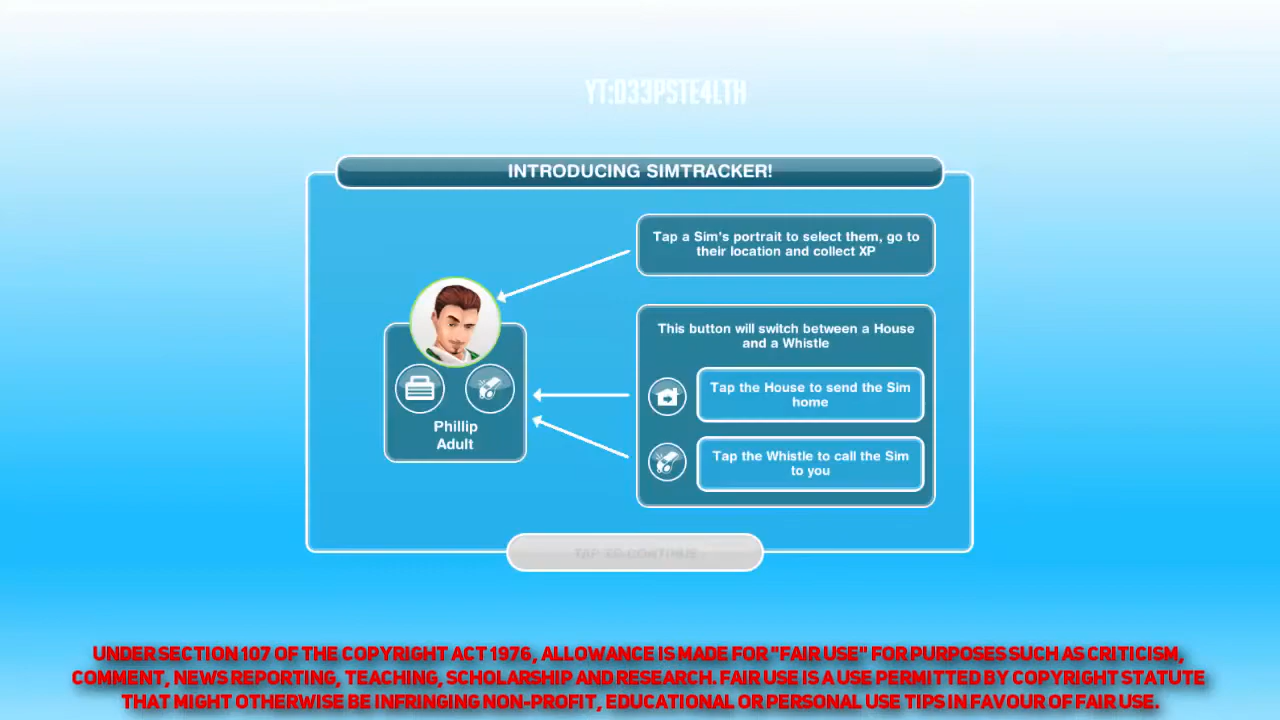 YT:D33PSTE4LTH
INTRODUCING SIMTRACKER!
Tap a Sim's portrait to select them, go to
their location and collect XP
This button will switch between a House
and a Whistle
Tap the House to send the Sim
home
Tap the Whistle to call the Sim
to you
Phillip
Adult
TAP TO CONTINUE
UNDER SECTION 107 OF THE COPYRIGHT ACT 1976, ALLOWANCE IS MADE FOR "FAIR USE" FOR PURPOSES SUCH AS CRITICISM,
COMMENT, NEWS REPORTING, TEACHING, SCHOLARSHIP AND RESEARCH. FAIR USE IS A USE PERMITTED BY COPYRIGHT STATUTE
THAT MIGHT OTHERWISE BE INFRINGING NON-PROFIT, EDUCATIONAL OR PERSONAL USE TIPS IN FAVOUR OF FAIR USE.